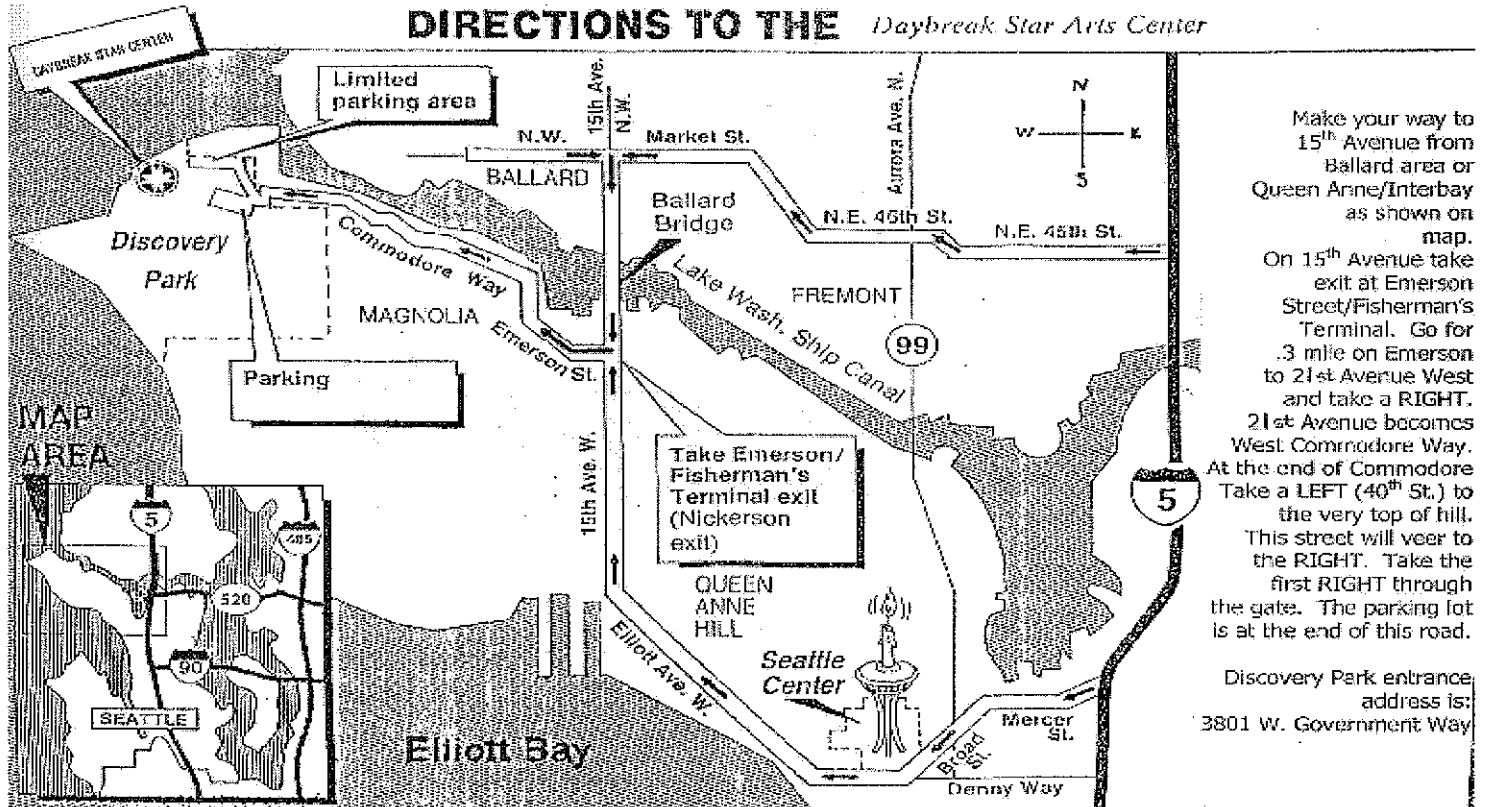 DIRECTIONS TO THE Daybreak Star Arts Center
DAYBREAK STAR CENTER
Limited
parking area
15th Ave.
N.W.
N.W.
Market St.
BALLARD
Aurora Ave. N.
N
W
E
S
Ballard
Bridge
N.E. 46th St.
N.E. 45th St.
Discovery
Park
Commodore Way
MAGNOLIA
Emerson St.
Lake Wash. Ship Canal
FREMONT
99
Parking
MAP
AREA
15th Ave. W.
Take Emerson/
Fisherman's
Terminal exit
(Nickerson
exit)
5
5
405
520
90
SEATTLE
QUEEN
ANNE
HILL
Elliott Ave. W.
Seattle
Center
Elliott Bay
Mercer
St.
Broad
St.
Denny Way
Make your way to
15th Avenue from
Ballard area or
Queen Anne/Interbay
as shown on
map.
On 15th Avenue take
exit at Emerson
Street/Fisherman's
Terminal. Go for
.3 mile on Emerson
to 21st Avenue West
and take a RIGHT.
21st Avenue becomes
West Commodore Way.
At the end of Commodore
Take a LEFT (40th St.) to
the very top of hill.
This street will veer to
the RIGHT. Take the
first RIGHT through
the gate. The parking lot
is at the end of this road.
Discovery Park entrance
address is:
3801 W. Government Way